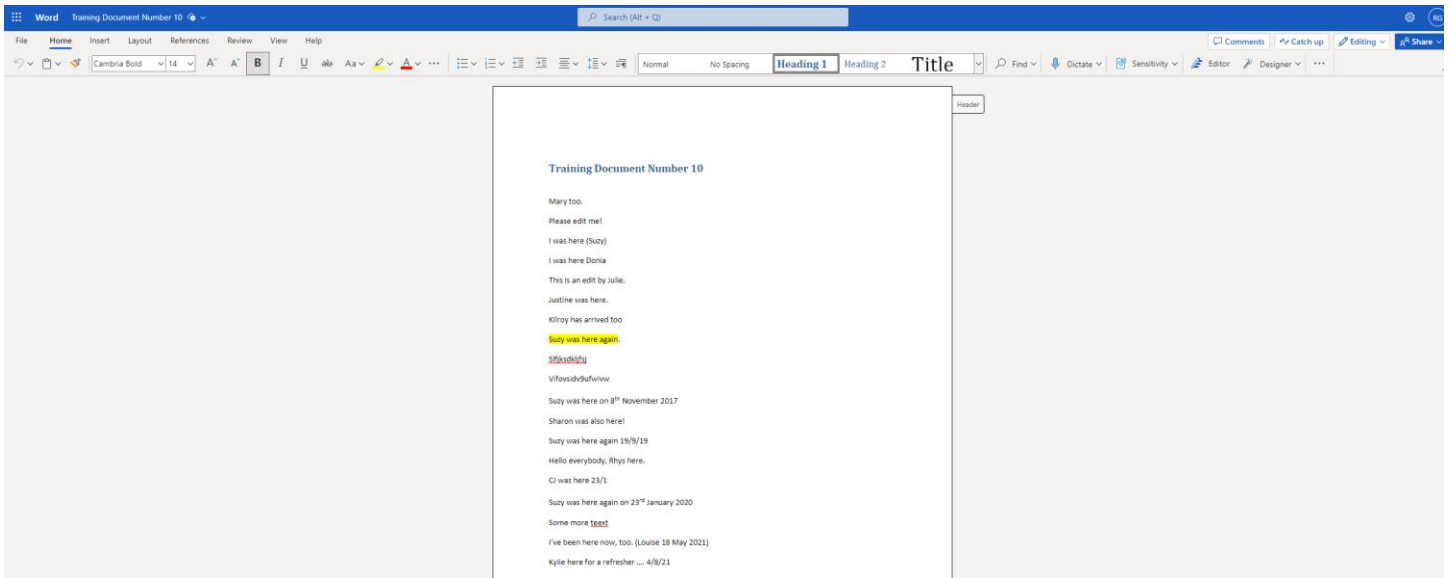 Word Training Document Number 10
Search (Alt + Q)
RG
File Home Insert Layout References Review View Help
Comments Catch up Editing Share
Cambria Bold 14 A^ A˅ B I U ab Aa A ... Normal No Spacing Heading 1 Heading 2 Title Find Dictate Sensitivity Editor Designer ...
Header
Training Document Number 10
Mary too.
Please edit me!
I was here (Suzy)
I was here Donia
This is an edit by Julie.
Justine was here.
Kilroy has arrived too
Suzy was here again.
Vifovsidv9ufwivw
Suzy was here on 8th November 2017
Sharon was also here!
Suzy was here again 19/9/19
Hello everybody, Rhys here.
CJ was here 23/1
Suzy was here again on 23rd January 2020
Some more teext
I've been here now, too. (Louise 18 May 2021)
Kylie here for a refresher .... 4/8/21